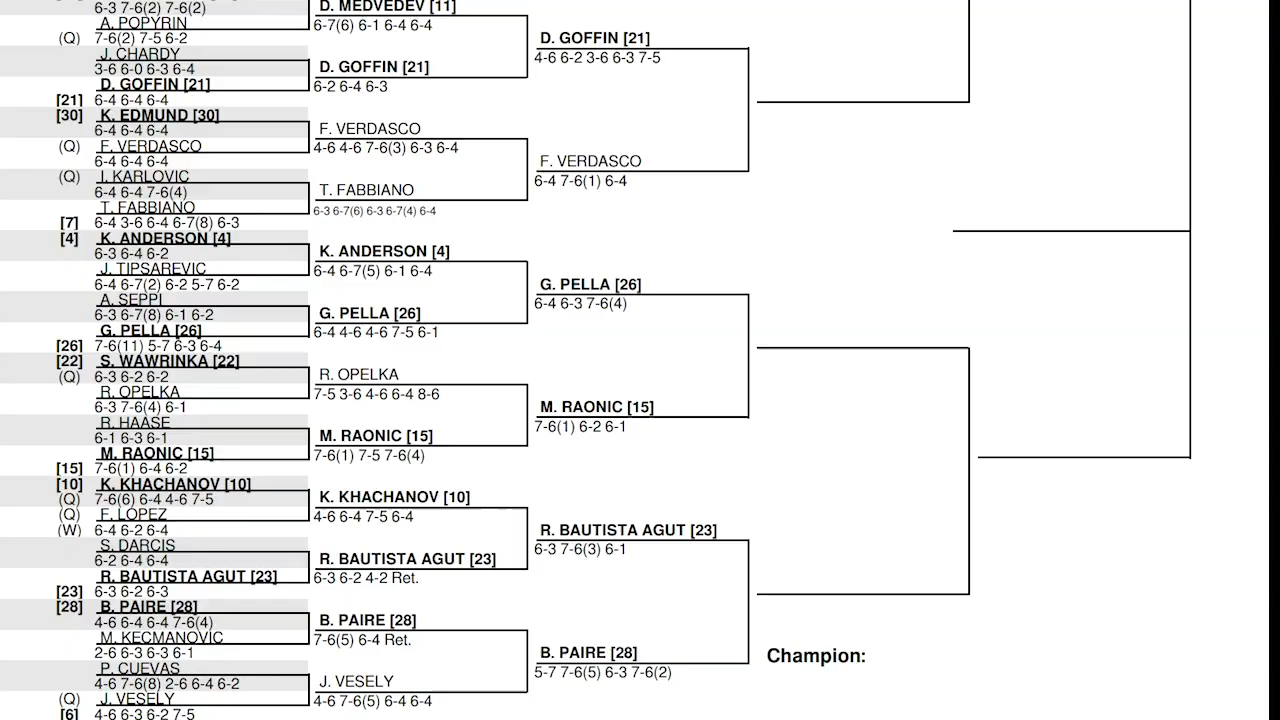 6-3 7-6(2) 7-6(2)
A. POPYRIN
(Q) 7-6(2) 7-5 6-2
J. CHARDY
3-6 6-0 6-3 6-4
D. GOFFIN [21]
[21] 6-4 6-4 6-4
[30] K. EDMUND [30]
6-4 6-4 6-4
(Q) F. VERDASCO
6-4 6-4 6-4
(Q) I. KARLOVIC
6-4 6-4 7-6(4)
T. FABBIANO
[7] 6-4 3-6 6-4 6-7(8) 6-3
[4] K. ANDERSON [4]
6-3 6-4 6-2
J. TIPSAREVIC
6-4 6-7(2) 6-2 5-7 6-2
A. SEPPI
6-3 6-7(8) 6-1 6-2
G. PELLA [26]
[26] 7-6(11) 5-7 6-3 6-4
[22] S. WAWRINKA [22]
(Q) 6-3 6-2 6-2
R. OPELKA
6-3 7-6(4) 6-1
R. HAASE
6-1 6-3 6-1
M. RAONIC [15]
[15] 7-6(1) 6-4 6-2
[10] K. KHACHANOV [10]
(Q) 7-6(6) 6-4 4-6 7-5
(Q) F. LOPEZ
(W) 6-4 6-2 6-4
S. DARCIS
6-2 6-4 6-4
R. BAUTISTA AGUT [23]
[23] 6-3 6-2 6-3
[28] B. PAIRE [28]
4-6 6-4 6-4 7-6(4)
M. KECMANOVIC
2-6 6-3 6-3 6-1
P. CUEVAS
4-6 7-6(8) 2-6 6-4 6-2
(Q) J. VESELY
[6] 4-6 6-3 6-2 7-5
D. MEDVEDEV [11]
6-7(6) 6-1 6-4 6-4
D. GOFFIN [21]
6-2 6-4 6-3
F. VERDASCO
4-6 4-6 7-6(3) 6-3 6-4
T. FABBIANO
6-3 6-7(6) 6-3 6-7(4) 6-4
K. ANDERSON [4]
6-4 6-7(5) 6-1 6-4
G. PELLA [26]
6-4 4-6 4-6 7-5 6-1
R. OPELKA
7-5 3-6 4-6 6-4 8-6
M. RAONIC [15]
7-6(1) 7-5 7-6(4)
K. KHACHANOV [10]
4-6 6-4 7-5 6-4
R. BAUTISTA AGUT [23]
6-3 6-2 4-2 Ret.
B. PAIRE [28]
7-6(5) 6-4 Ret.
J. VESELY
4-6 7-6(5) 6-4 6-4
D. GOFFIN [21]
4-6 6-2 3-6 6-3 7-5
F. VERDASCO
6-4 7-6(1) 6-4
G. PELLA [26]
6-4 6-3 7-6(4)
M. RAONIC [15]
7-6(1) 6-2 6-1
R. BAUTISTA AGUT [23]
6-3 7-6(3) 6-1
B. PAIRE [28]
5-7 7-6(5) 6-3 7-6(2)
Champion: